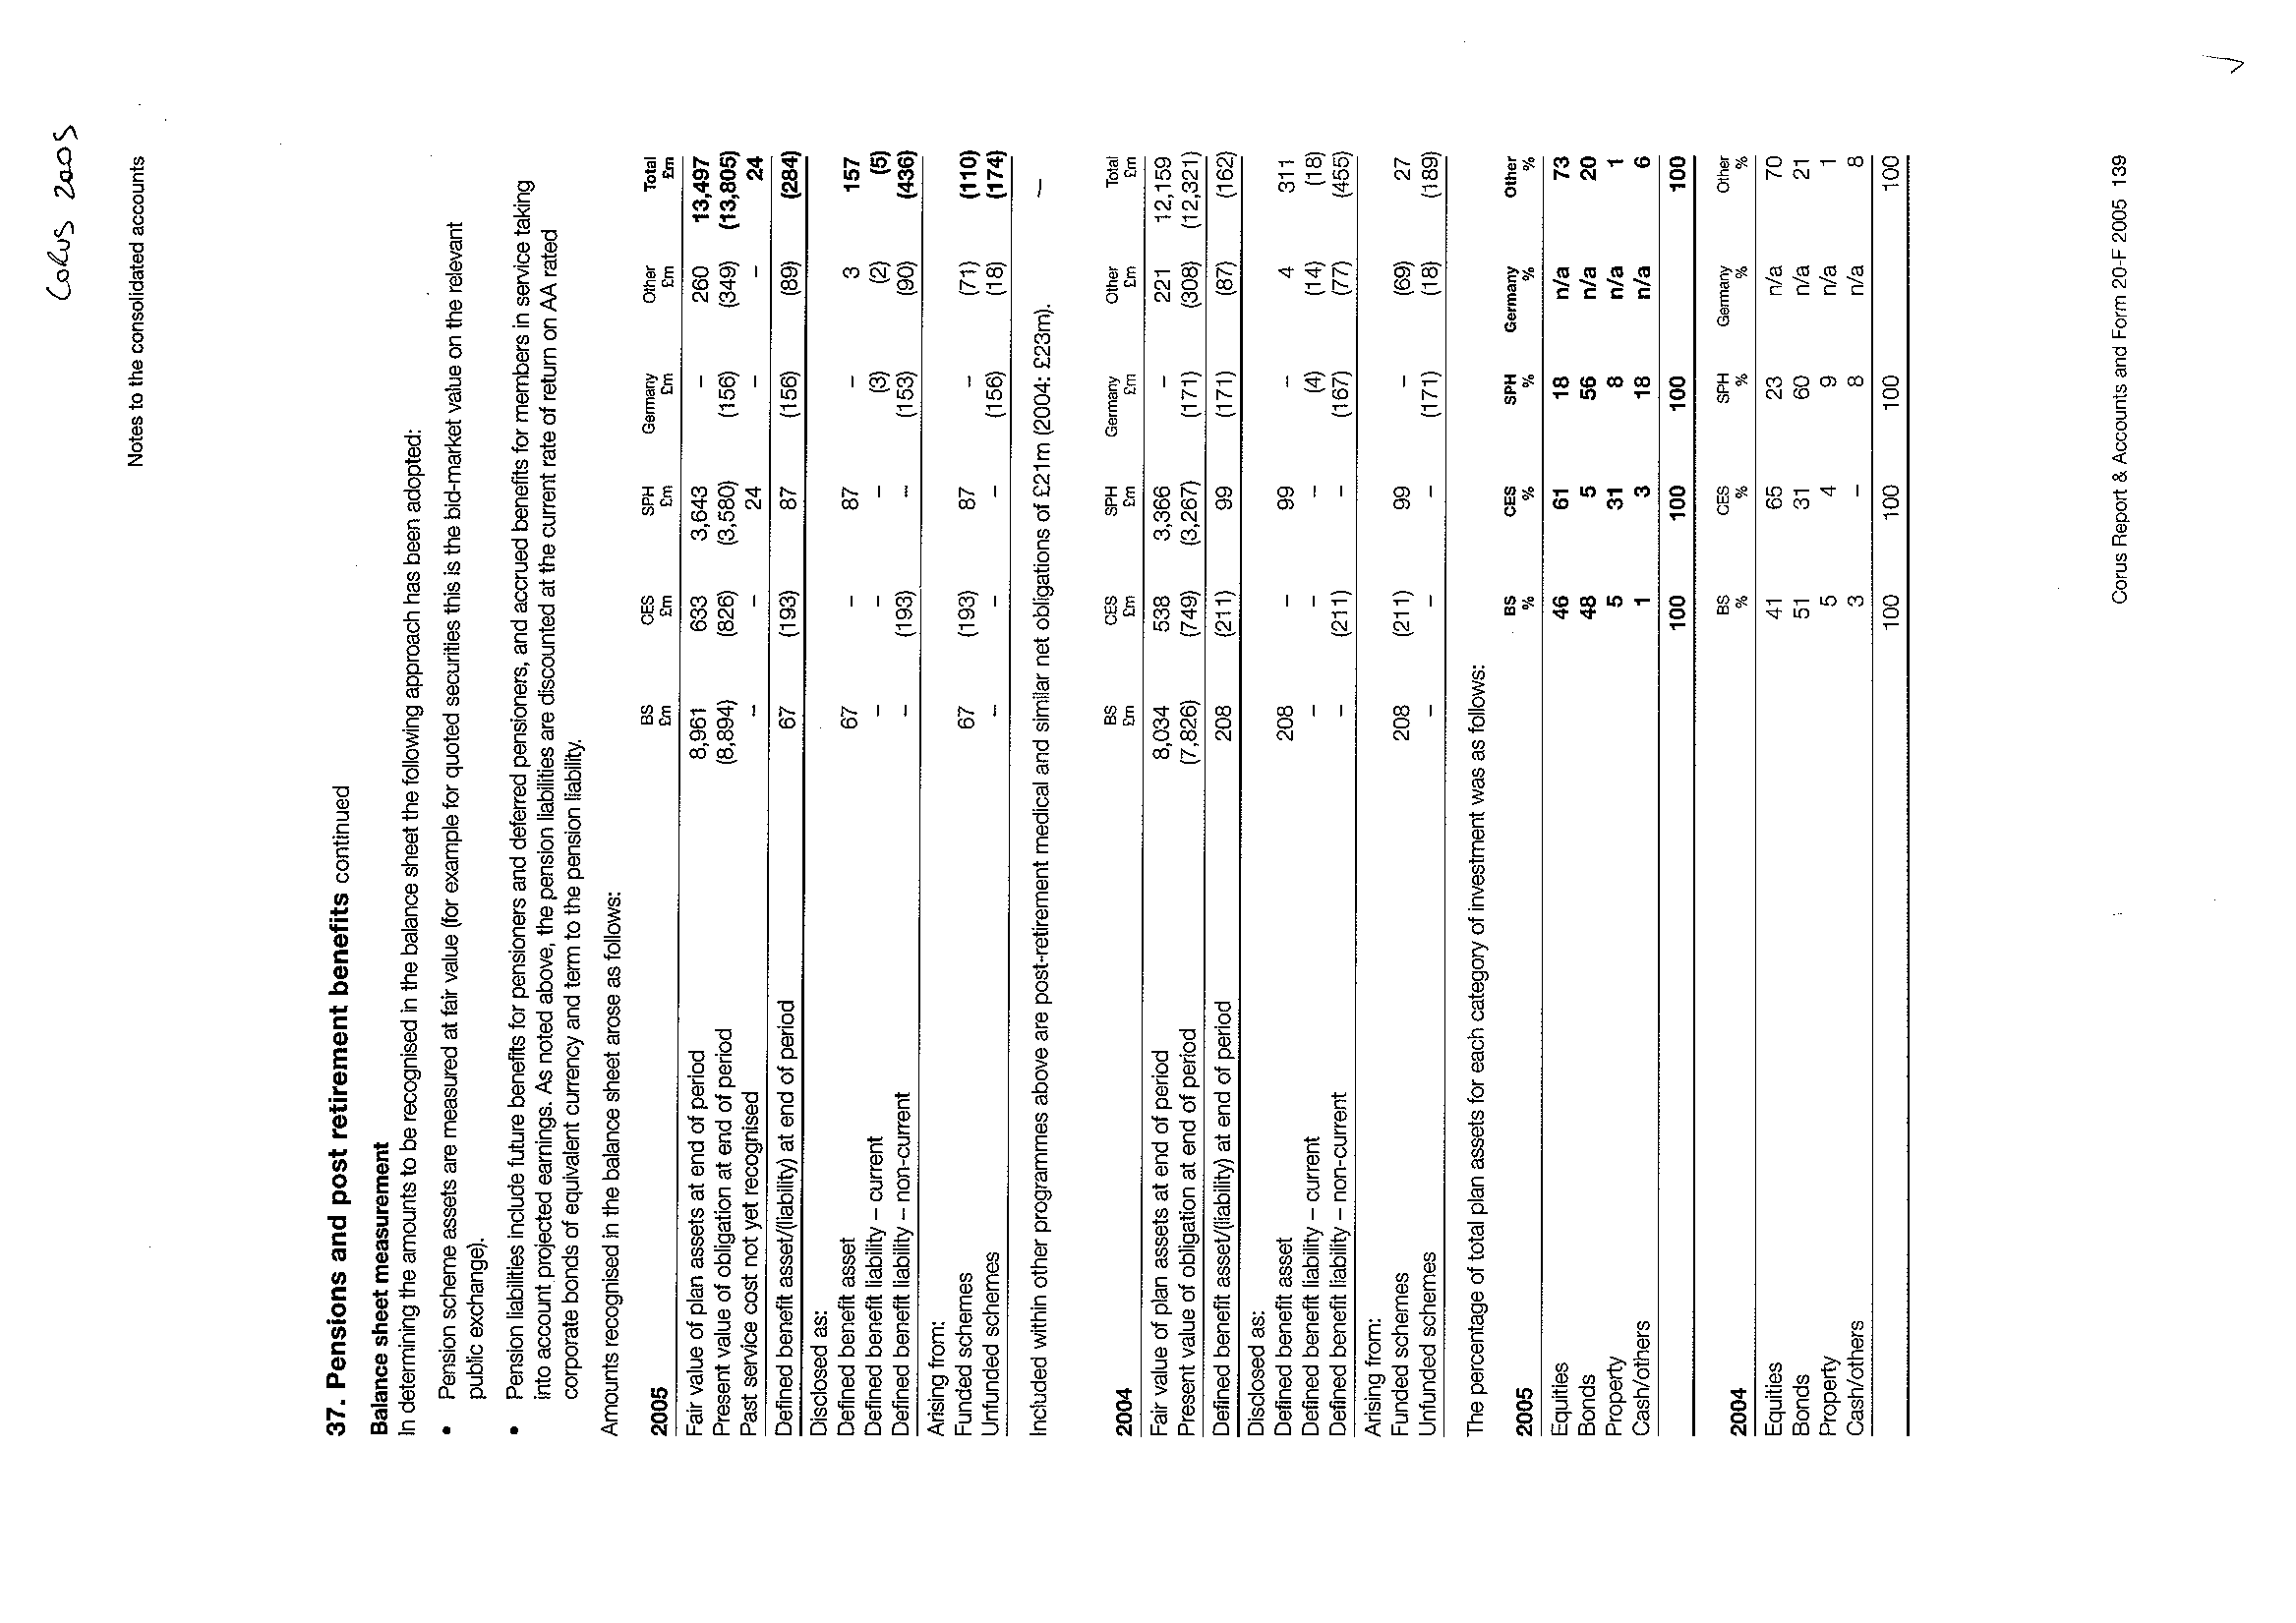 Corus 2005
Notes to the consolidated accounts
37. Pensions and post retirement benefits continued
Balance sheet measurement
In determining the amounts to be recognised in the balance sheet the following approach has been adopted:
• Pension scheme assets are measured at fair value (for example for quoted securities this is the bid-market value on the relevant
public exchange).
• Pension liabilities include future benefits for pensioners and deferred pensioners, and accrued benefits for members in service taking
into account projected earnings. As noted above, the pension liabilities are discounted at the current rate of return on AA rated
corporate bonds of equivalent currency and term to the pension liability.
Amounts recognised in the balance sheet arose as follows:
BS CES SPH Germany Other Total
2005 £m £m £m £m £m £m
Fair value of plan assets at end of period 8,961 633 3,643 – 260 13,497
Present value of obligation at end of period (8,894) (826) (3,580) (156) (349) (13,805)
Past service cost not yet recognised – – 24 – – 24
Defined benefit asset/(liability) at end of period 67 (193) 87 (156) (89) (284)
Disclosed as:
Defined benefit asset 67 – 87 – 3 157
Defined benefit liability – current – – – (3) (2) (5)
Defined benefit liability – non-current – (193) – (153) (90) (436)
Arising from:
Funded schemes 67 (193) 87 – (71) (110)
Unfunded schemes – – – (156) (18) (174)
Included within other programmes above are post-retirement medical and similar net obligations of £21m (2004: £23m).
BS CES SPH Germany Other Total
2004 £m £m £m £m £m £m
Fair value of plan assets at end of period 8,034 538 3,366 – 221 12,159
Present value of obligation at end of period (7,826) (749) (3,267) (171) (308) (12,321)
Defined benefit asset/(liability) at end of period 208 (211) 99 (171) (87) (162)
Disclosed as:
Defined benefit asset 208 – 99 – 4 311
Defined benefit liability – current – – – (4) (14) (18)
Defined benefit liability – non-current – (211) – (167) (77) (455)
Arising from:
Funded schemes 208 (211) 99 – (69) 27
Unfunded schemes – – – (171) (18) (189)
The percentage of total plan assets for each category of investment was as follows:
BS CES SPH Germany Other
2005 % % % % %
Equities 46 61 18 n/a 73
Bonds 48 5 56 n/a 20
Property 5 31 8 n/a 1
Cash/others 1 3 18 n/a 6
100 100 100 100
BS CES SPH Germany Other
2004 % % % % %
Equities 41 65 23 n/a 70
Bonds 51 31 60 n/a 21
Property 5 4 9 n/a 1
Cash/others 3 – 8 n/a 8
100 100 100 100
Corus Report & Accounts and Form 20-F 2005 139